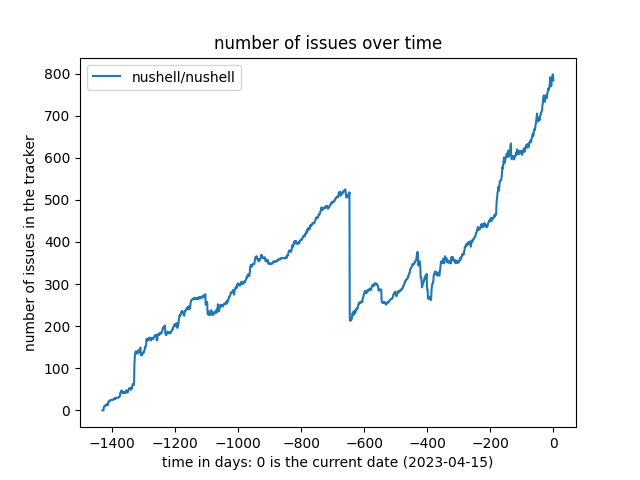 number of issues over time
nushell/nushell
number of issues in the tracker
800
700
600
500
400
300
200
100
0
−1400 −1200 −1000 −800 −600 −400 −200 0
time in days: 0 is the current date (2023-04-15)